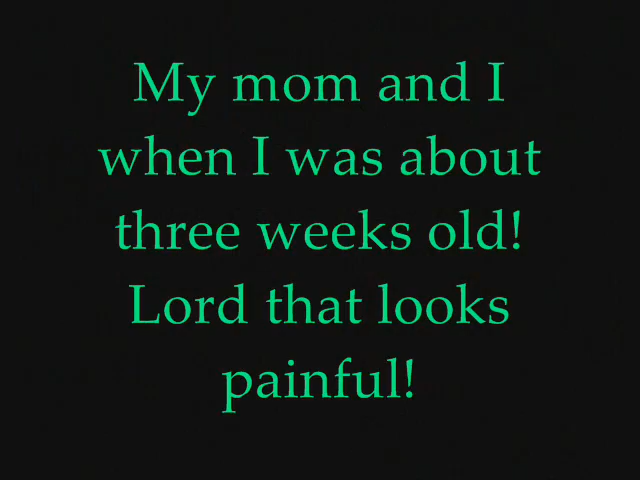 My mom and I
when I was about
three weeks old!
Lord that looks
painful!